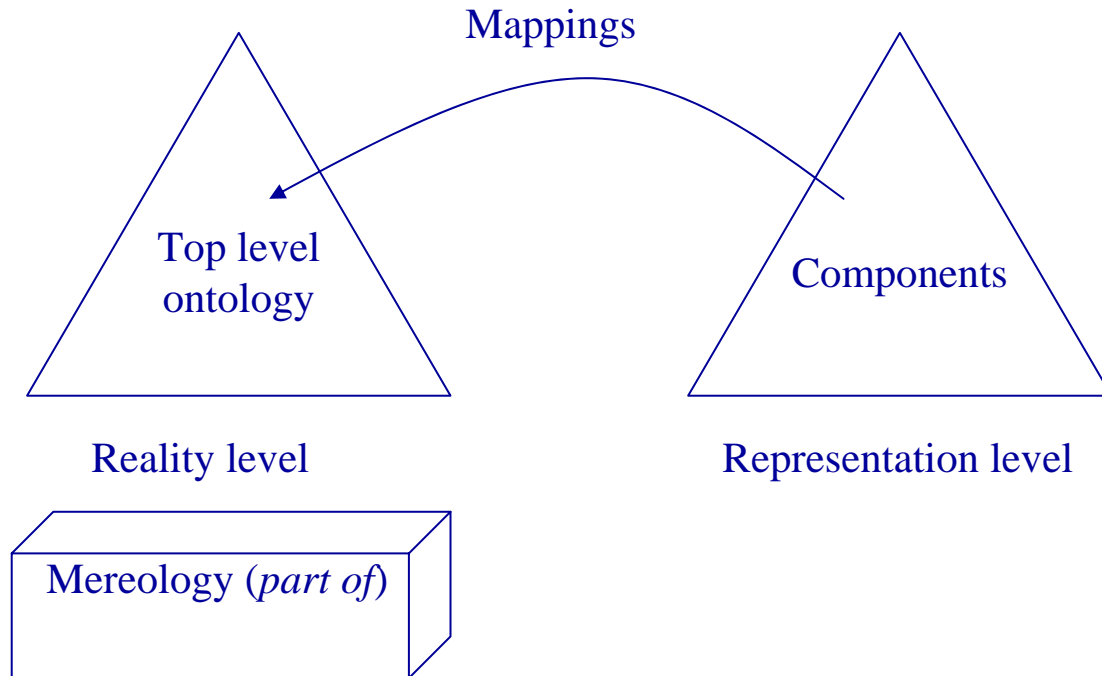 Mappings
Top level
ontology
Components
Reality level
Representation level
Mereology (part of)